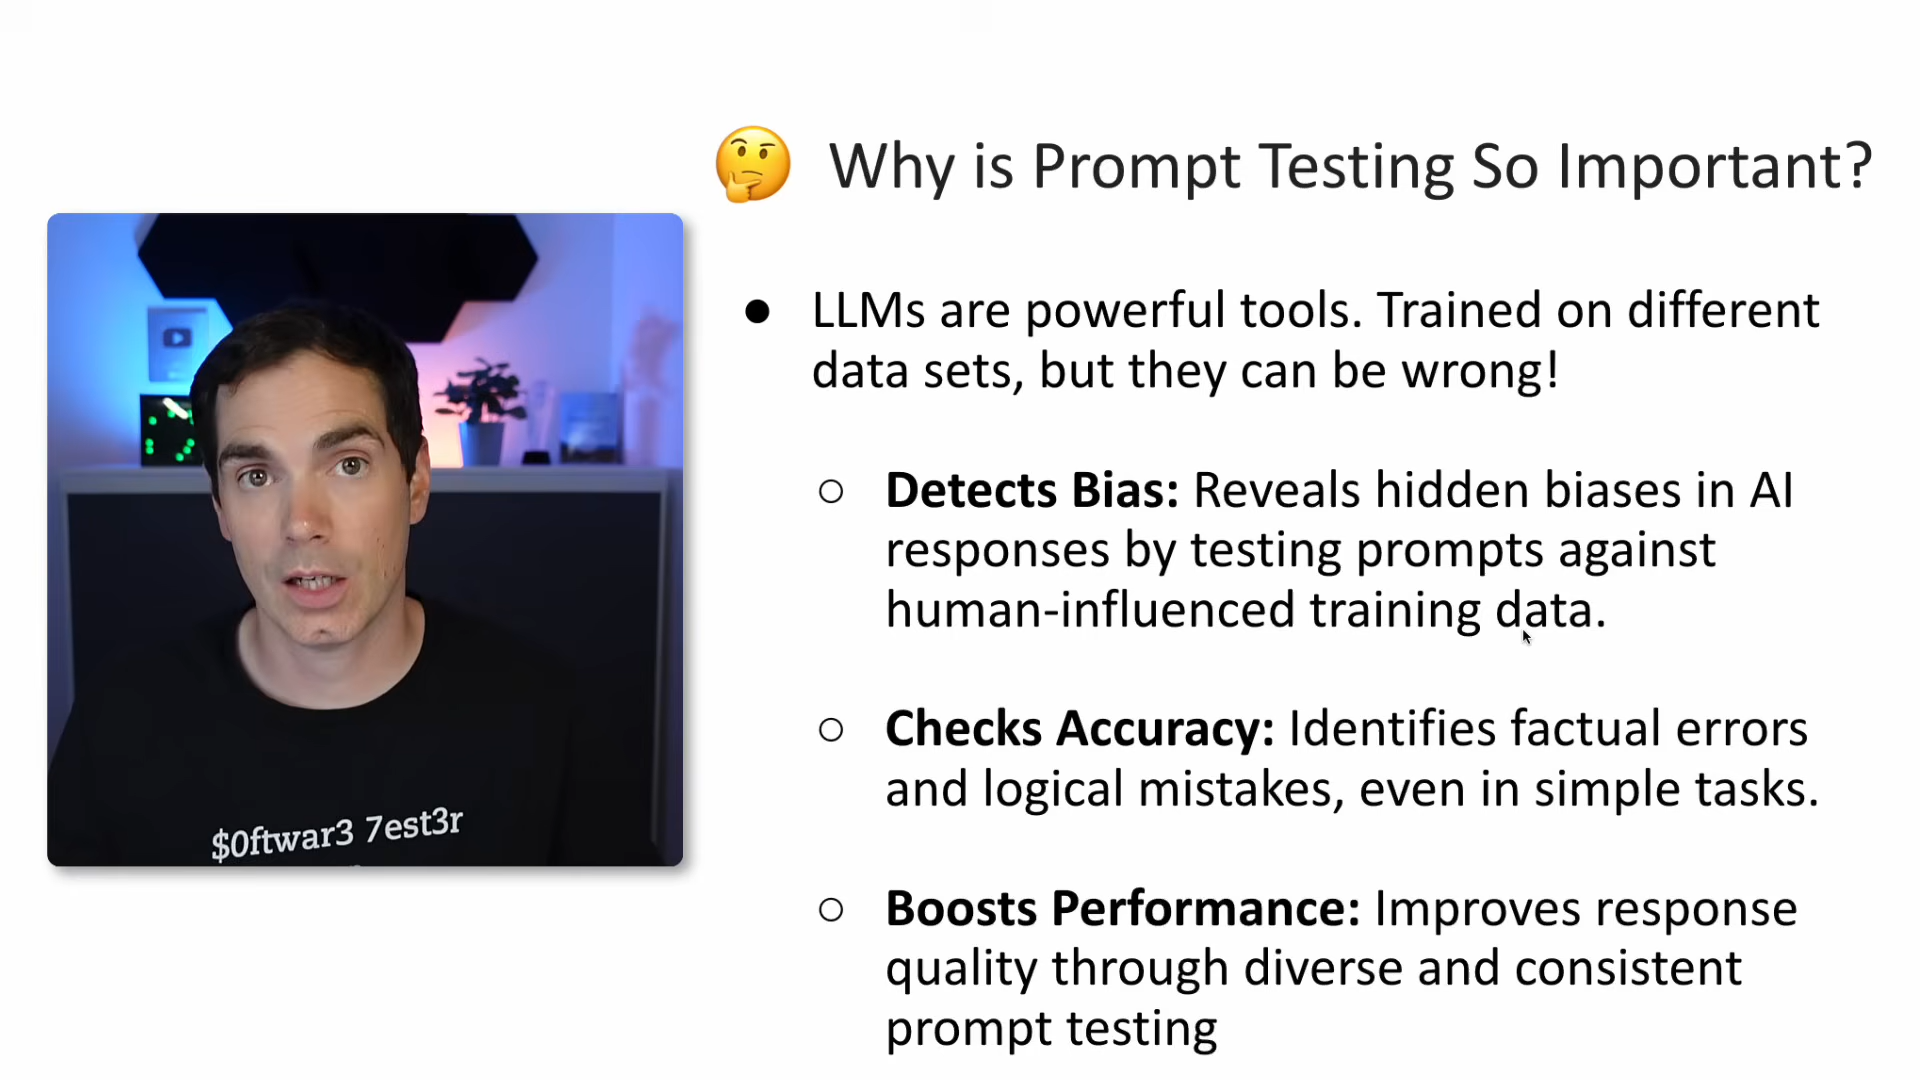 🤔 Why is Prompt Testing So Important?
● LLMs are powerful tools. Trained on different
data sets, but they can be wrong!
○ Detects Bias: Reveals hidden biases in AI
responses by testing prompts against
human-influenced training data.
○ Checks Accuracy: Identifies factual errors
and logical mistakes, even in simple tasks.
○ Boosts Performance: Improves response
quality through diverse and consistent
prompt testing
$0ftwar3 7est3r